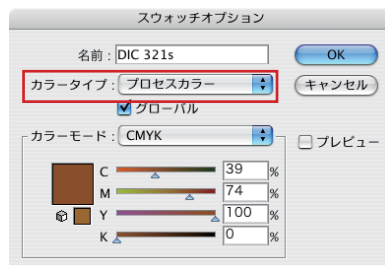 スウォッチオプション
名前：DIC 321s
OK
カラータイプ：プロセスカラー
キャンセル
グローバル
カラーモード：CMYK
プレビュー
C 39 %
M 74 %
Y 100 %
K 0 %